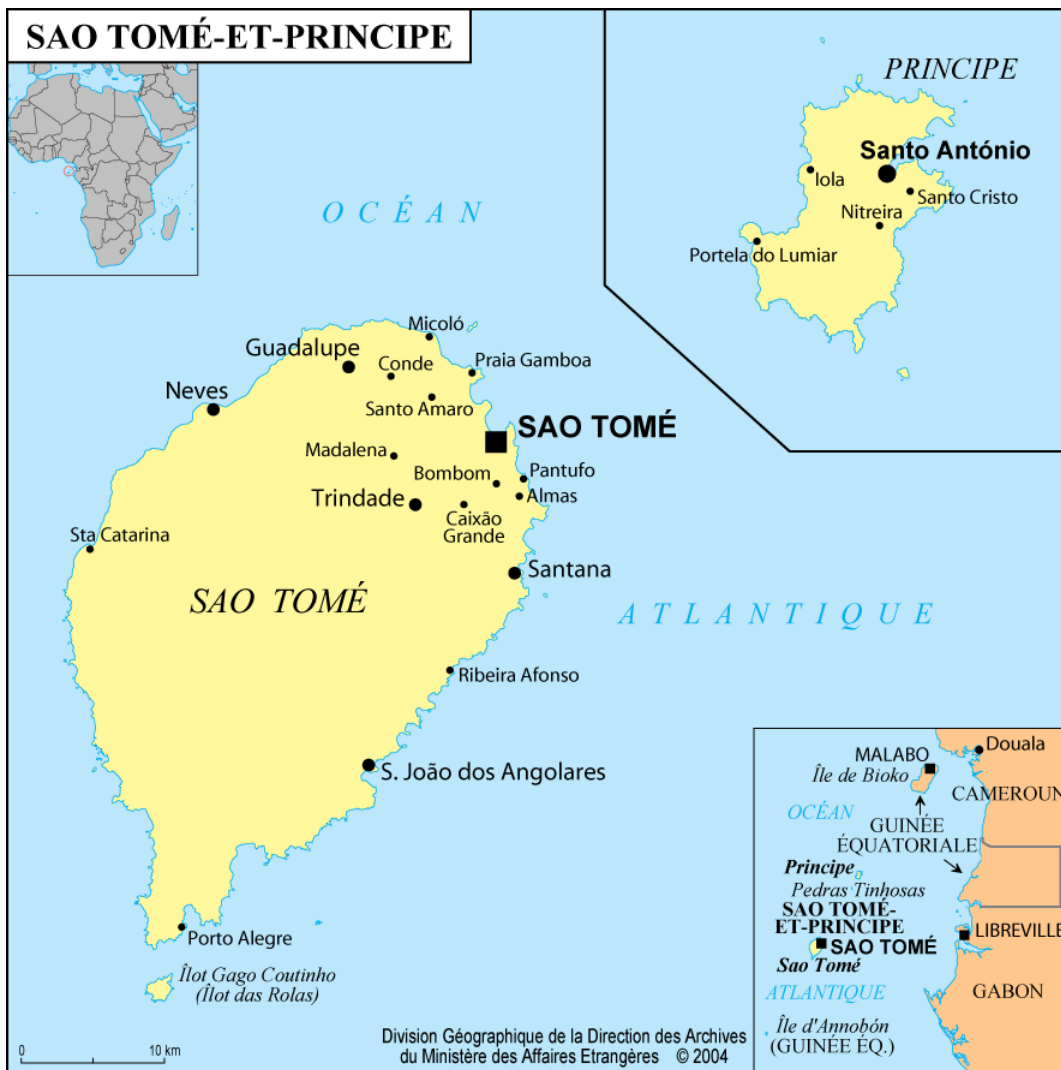 SAO TOMÉ-ET-PRINCIPE
PRINCIPE
Santo António
Iola
Santo Cristo
Nitreira
Portela do Lumiar
OCÉAN
Micoló
Guadalupe
Conde
Praia Gamboa
Neves
Santo Amaro
SAO TOMÉ
Madalena
Bombom
Pantufo
Trindade
Almas
Caixão
Grande
Sta Catarina
Santana
SAO TOMÉ
ATLANTIQUE
Ribeira Afonso
S. João dos Angolares
Porto Alegre
Îlot Gago Coutinho
(Îlot das Rolas)
0 10 km
Division Géographique de la Direction des Archives
du Ministère des Affaires Etrangères © 2004
Douala
MALABO
Île de Bioko
CAMEROUN
OCÉAN
GUINÉE
ÉQUATORIALE
Principe
Pedras Tinhosas
SAO TOMÉ-
ET-PRINCIPE
LIBREVILLE
SAO TOMÉ
Sao Tomé
ATLANTIQUE
GABON
Île d'Annobón
(GUINÉE ÉQ.)